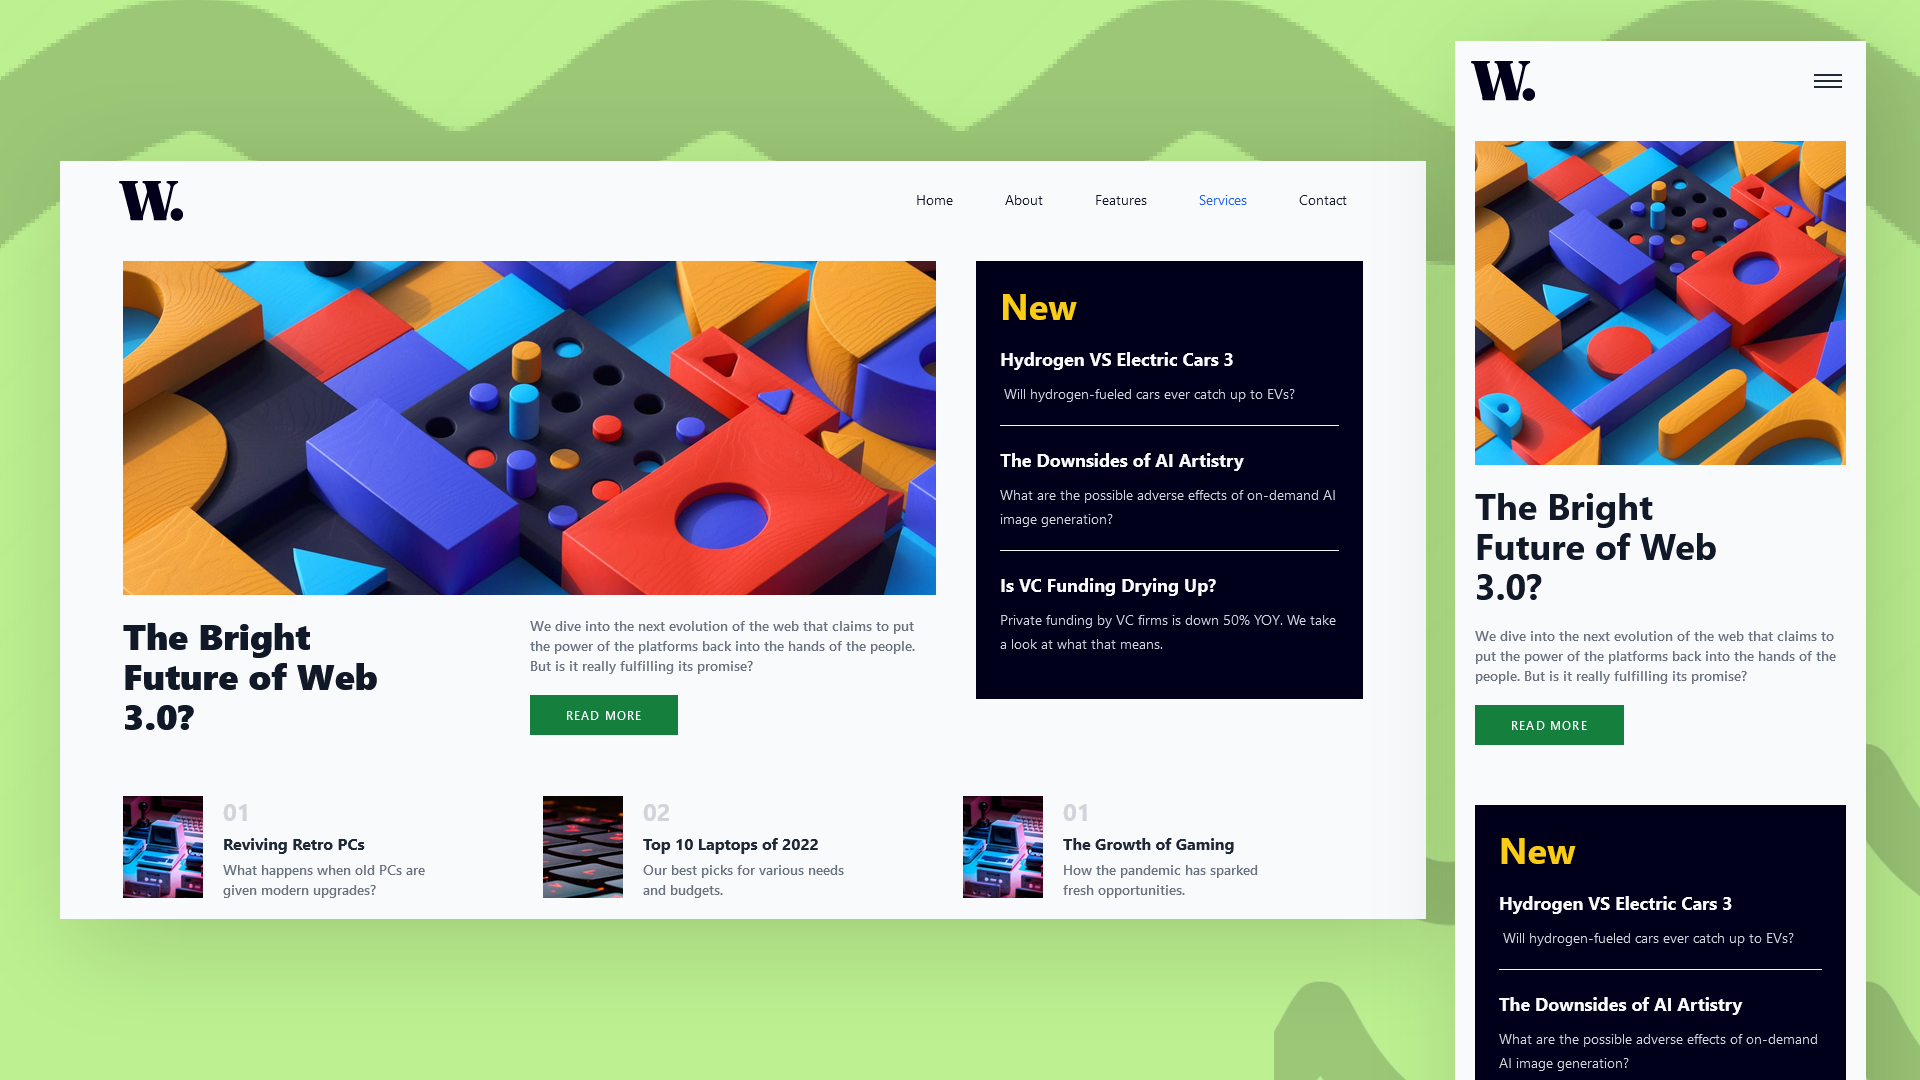 W.
Home
About
Features
Services
Contact
The Bright
Future of Web
3.0?
We dive into the next evolution of the web that claims to put
the power of the platforms back into the hands of the people.
But is it really fulfilling its promise?
READ MORE
New
Hydrogen VS Electric Cars 3
Will hydrogen-fueled cars ever catch up to EVs?
The Downsides of AI Artistry
What are the possible adverse effects of on-demand AI
image generation?
Is VC Funding Drying Up?
Private funding by VC firms is down 50% YOY. We take
a look at what that means.
01
Reviving Retro PCs
What happens when old PCs are
given modern upgrades?
02
Top 10 Laptops of 2022
Our best picks for various needs
and budgets.
01
The Growth of Gaming
How the pandemic has sparked
fresh opportunities.
W.
The Bright
Future of Web
3.0?
We dive into the next evolution of the web that claims to
put the power of the platforms back into the hands of the
people. But is it really fulfilling its promise?
READ MORE
New
Hydrogen VS Electric Cars 3
Will hydrogen-fueled cars ever catch up to EVs?
The Downsides of AI Artistry
What are the possible adverse effects of on-demand
AI image generation?